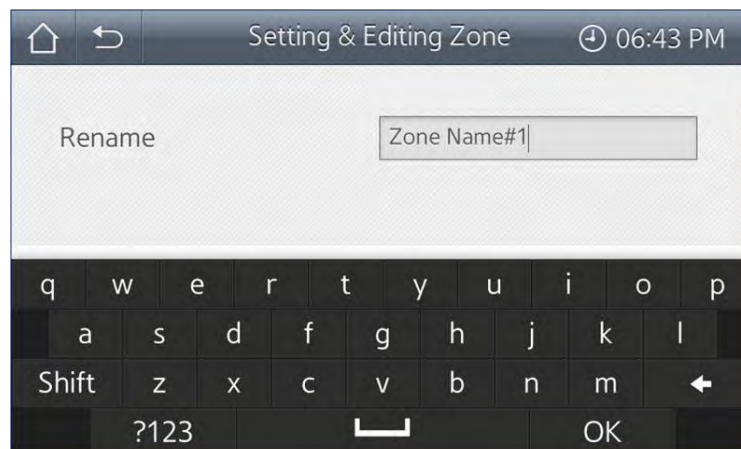 Setting & Editing Zone 06:43 PM
Rename Zone Name#1
q w e r t y u i o p
a s d f g h j k l
Shift z x c v b n m
?123 OK